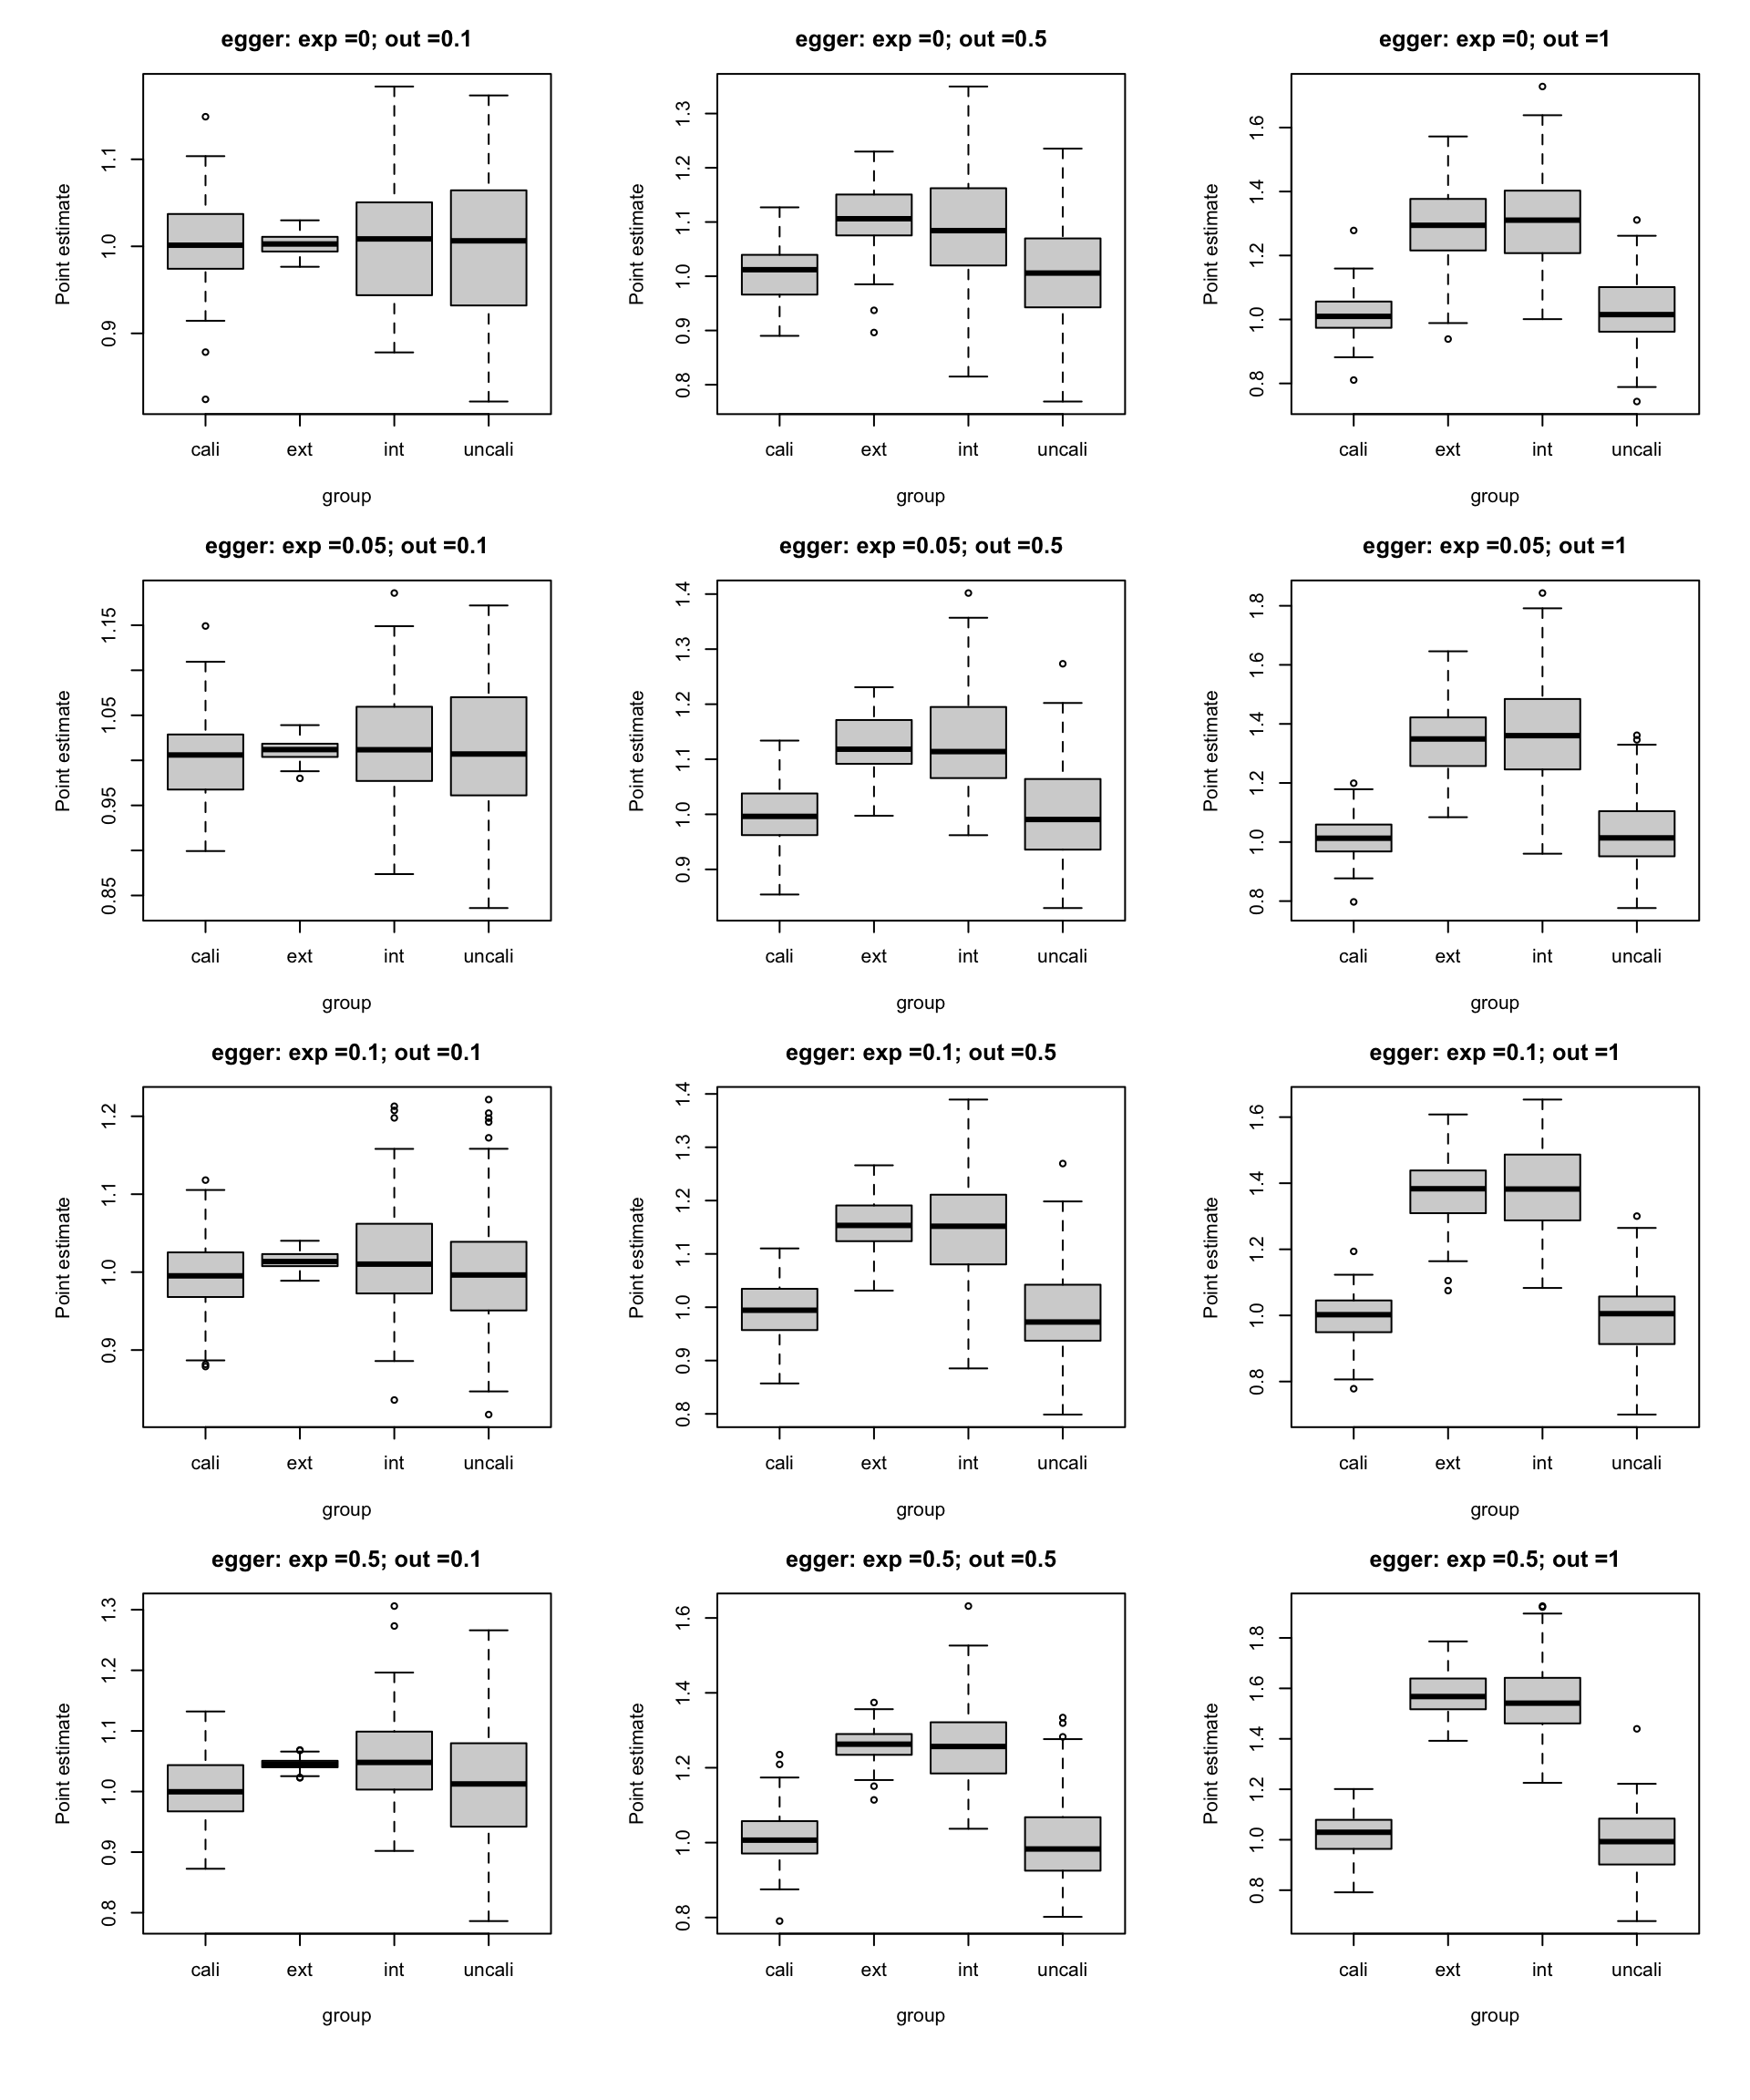 egger: exp =0; out =0.1
Point estimate
0.9 1.0 1.1
cali ext int uncali
group
egger: exp =0; out =0.5
Point estimate
0.8 0.9 1.0 1.1 1.2 1.3
cali ext int uncali
group
egger: exp =0; out =1
Point estimate
0.8 1.0 1.2 1.4 1.6
cali ext int uncali
group
egger: exp =0.05; out =0.1
Point estimate
0.85 0.95 1.05 1.15
cali ext int uncali
group
egger: exp =0.05; out =0.5
Point estimate
0.9 1.0 1.1 1.2 1.3 1.4
cali ext int uncali
group
egger: exp =0.05; out =1
Point estimate
0.8 1.0 1.2 1.4 1.6 1.8
cali ext int uncali
group
egger: exp =0.1; out =0.1
Point estimate
0.9 1.0 1.1 1.2
cali ext int uncali
group
egger: exp =0.1; out =0.5
Point estimate
0.8 0.9 1.0 1.1 1.2 1.3 1.4
cali ext int uncali
group
egger: exp =0.1; out =1
Point estimate
0.8 1.0 1.2 1.4 1.6
cali ext int uncali
group
egger: exp =0.5; out =0.1
Point estimate
0.8 0.9 1.0 1.1 1.2 1.3
cali ext int uncali
group
egger: exp =0.5; out =0.5
Point estimate
0.8 1.0 1.2 1.4 1.6
cali ext int uncali
group
egger: exp =0.5; out =1
Point estimate
0.8 1.0 1.2 1.4 1.6 1.8
cali ext int uncali
group